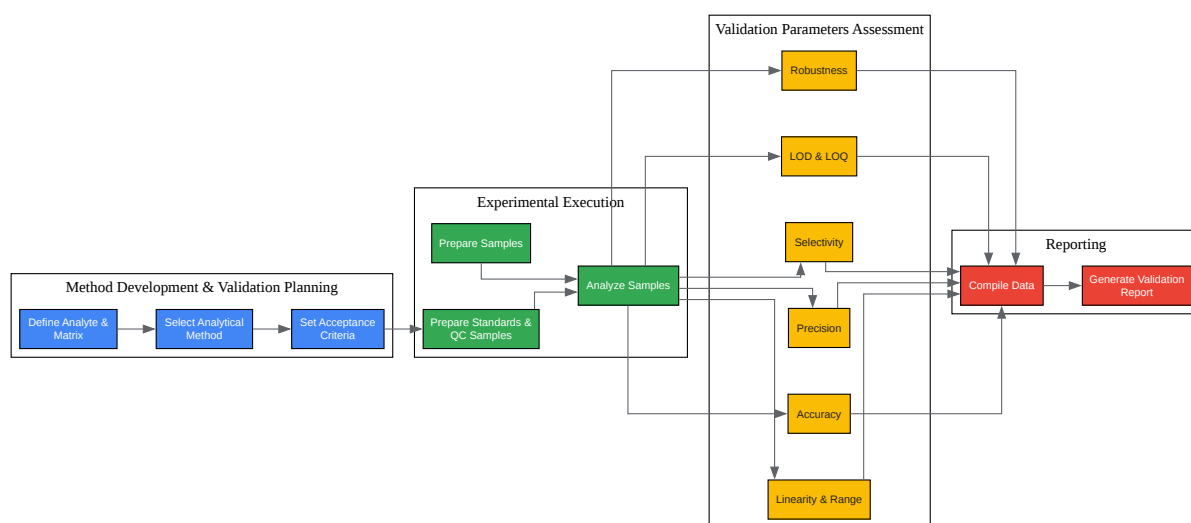 Method Development & Validation Planning
Define Analyte &
Matrix
Select Analytical
Method
Set Acceptance
Criteria
Experimental Execution
Prepare Samples
Prepare Standards &
QC Samples
Analyze Samples
Validation Parameters Assessment
Robustness
LOD & LOQ
Selectivity
Precision
Accuracy
Linearity & Range
Reporting
Compile Data
Generate Validation
Report